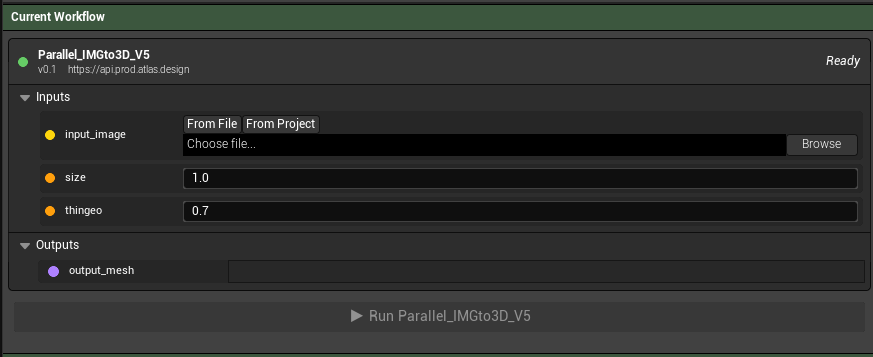 Current Workflow
Parallel_IMGto3D_V5
v0.1 https://api.prod.atlas.design
Ready
Inputs
input_image
From File From Project
Choose file...
Browse
size
1.0
thingeo
0.7
Outputs
output_mesh
Run Parallel_IMGto3D_V5